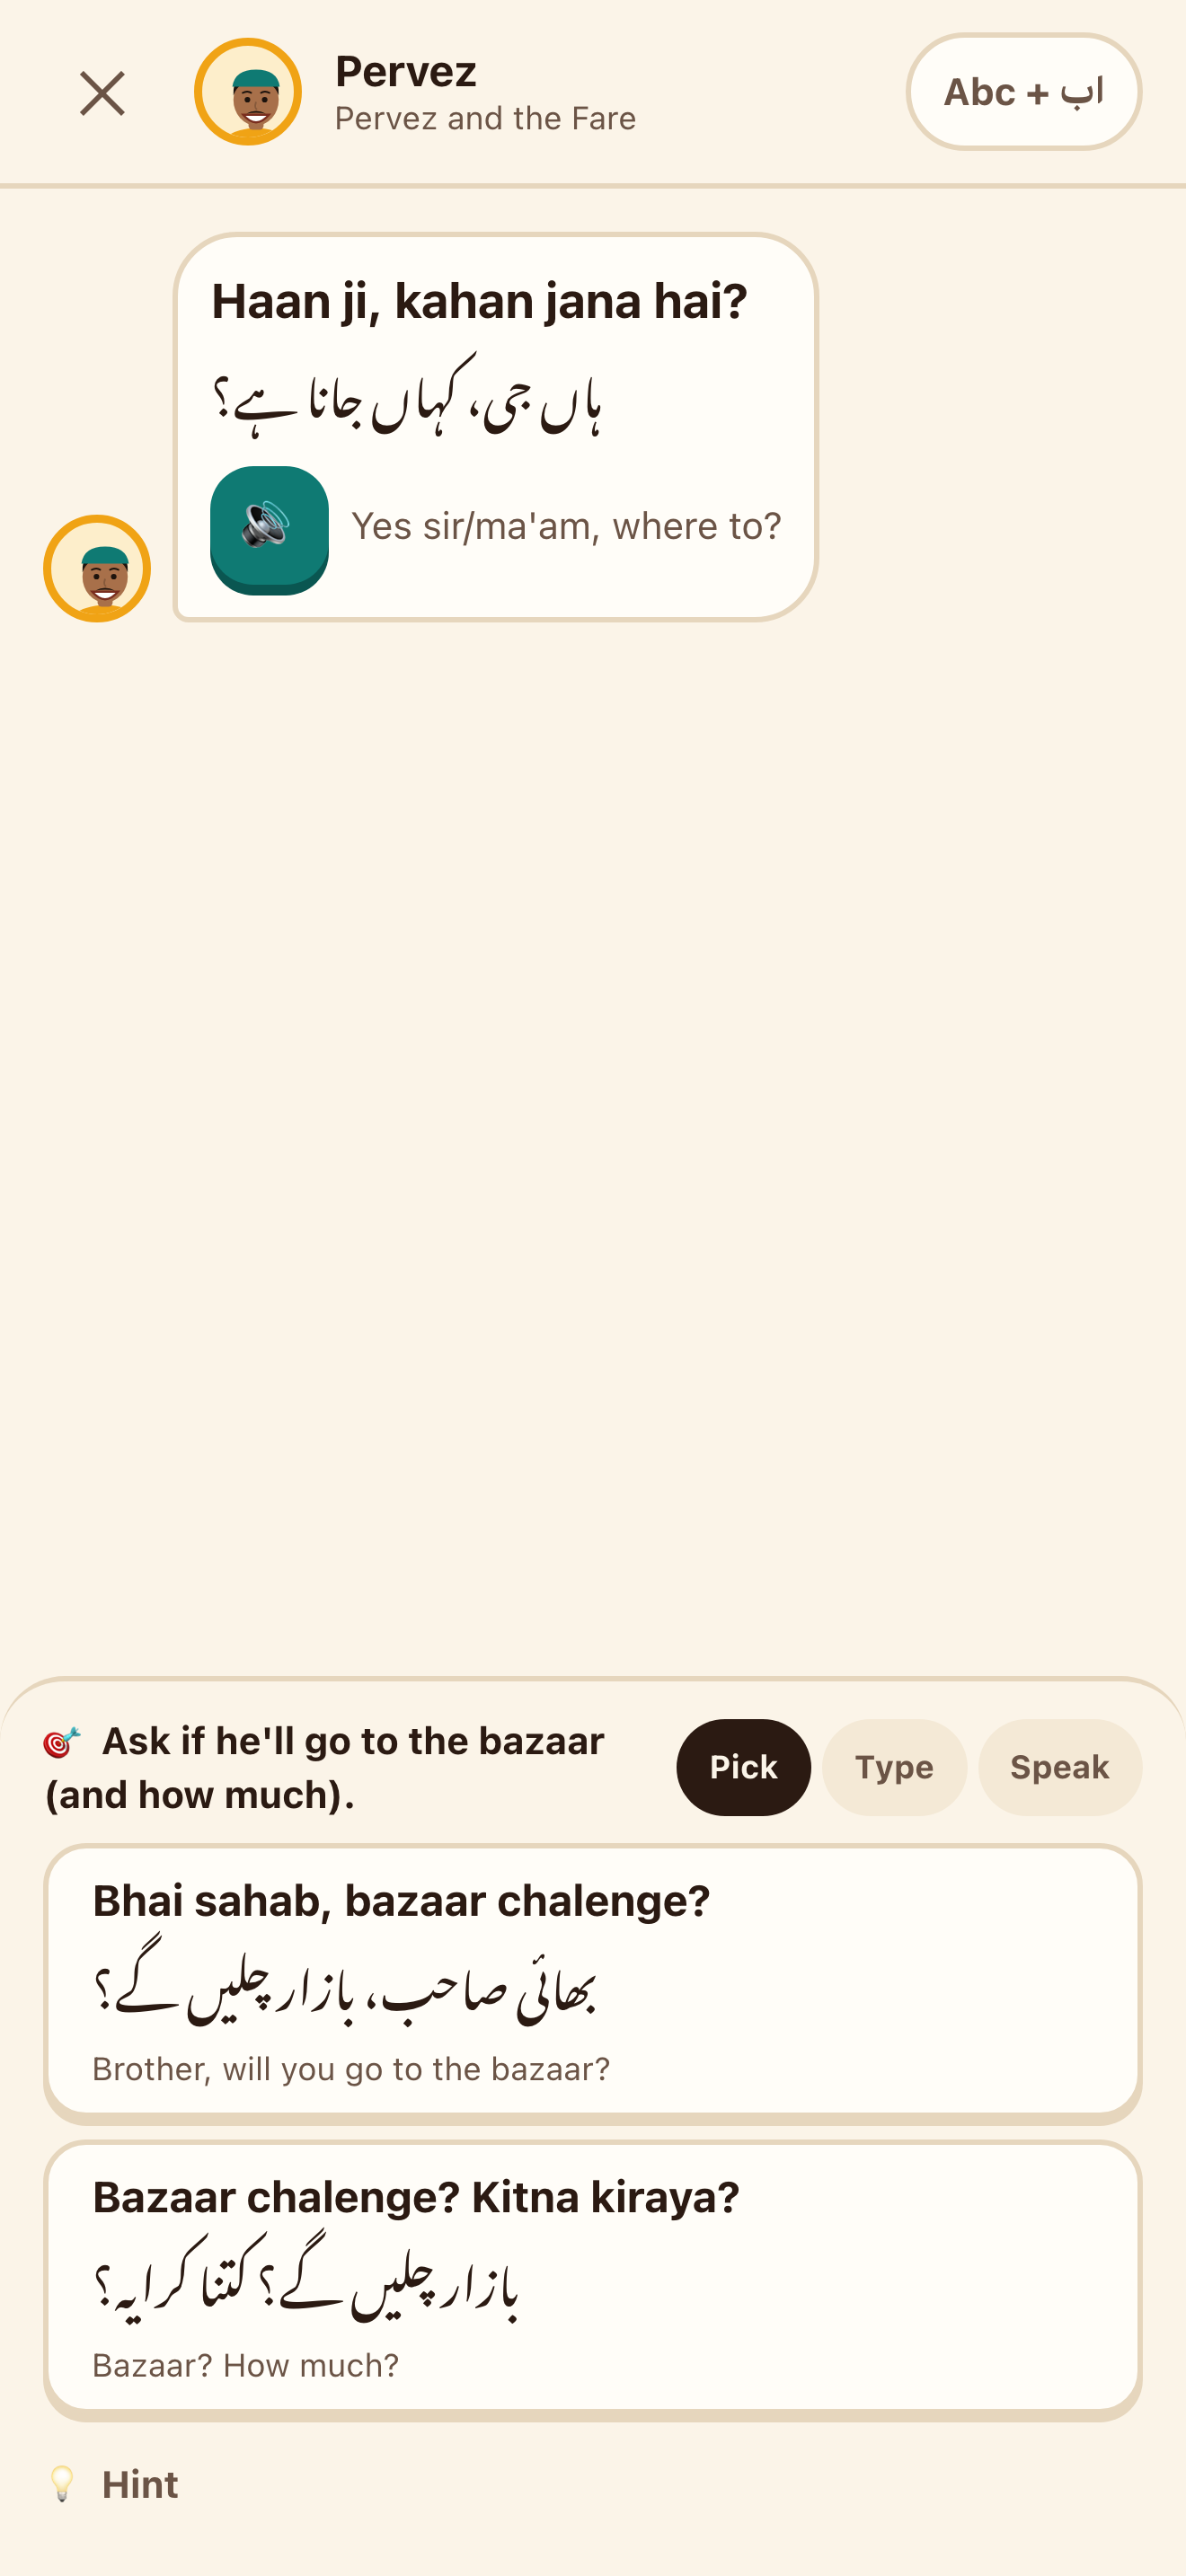 Pervez
Pervez and the Fare
Abc + اب
Haan ji, kahan jana hai?
ہاں جی، کہاں جانا ہے؟
Yes sir/ma'am, where to?
Ask if he'll go to the bazaar
(and how much).
Pick
Type
Speak
Bhai sahab, bazaar chalenge?
بھائی صاحب، بازار چلیں گے؟
Brother, will you go to the bazaar?
Bazaar chalenge? Kitna kiraya?
بازار چلیں گے؟ کتنا کرایہ؟
Bazaar? How much?
Hint